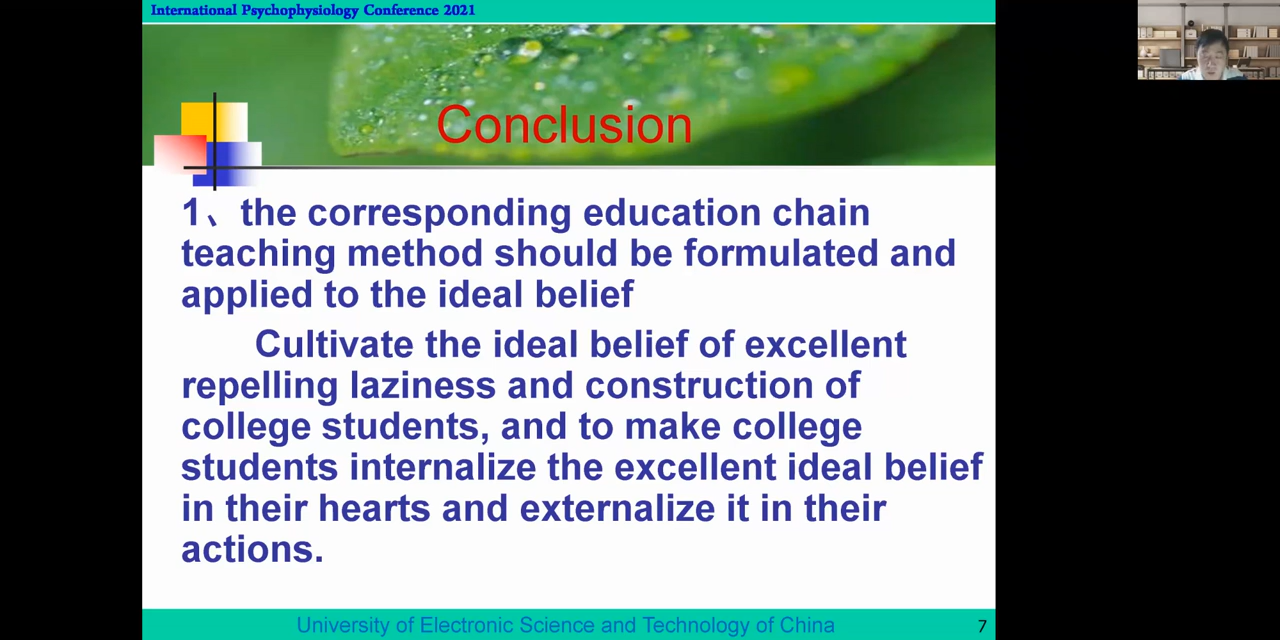 International Psychophysiology Conference 2021
Conclusion
1、the corresponding education chain
teaching method should be formulated and
applied to the ideal belief
Cultivate the ideal belief of excellent
repelling laziness and construction of
college students, and to make college
students internalize the excellent ideal belief
in their hearts and externalize it in their
actions.
University of Electronic Science and Technology of China
7